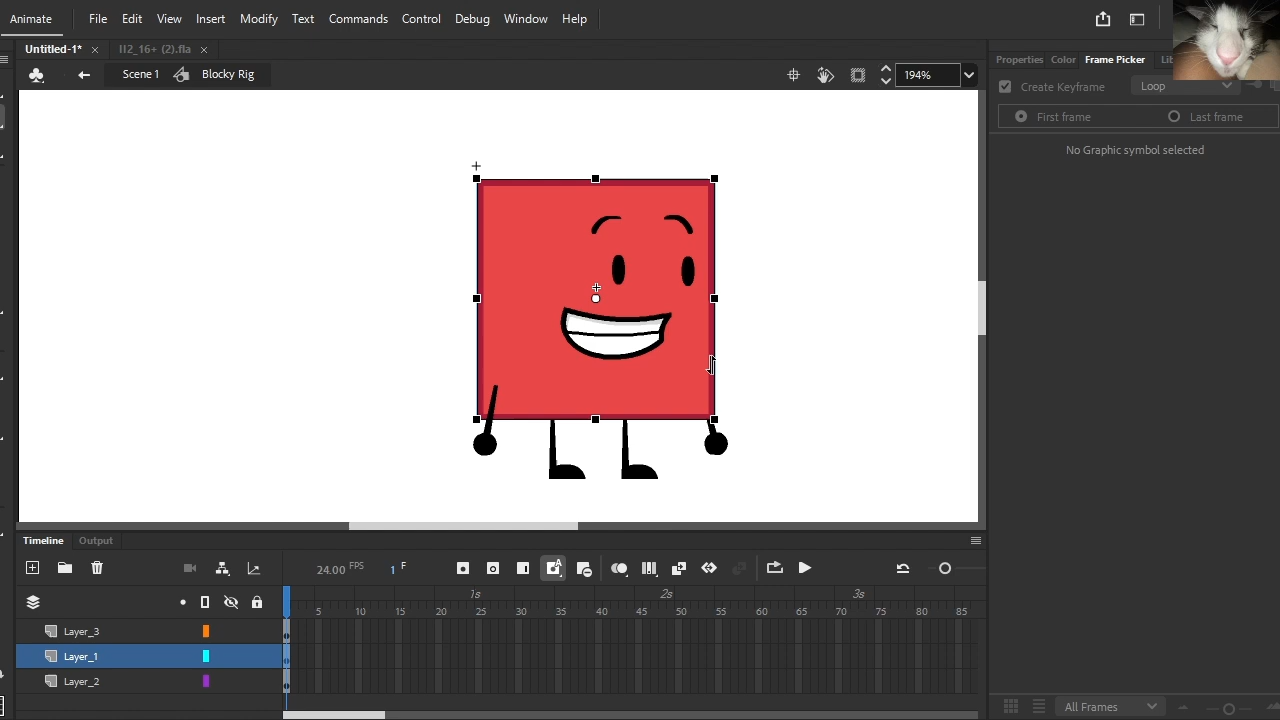 Animate File Edit View Insert Modify Text Commands Control Debug Window Help
Untitled-1* × II2_16+ (2).fla ×
Properties Color Frame Picker
Scene 1 Blocky Rig 194%
Create Keyframe Loop
First frame Last frame
No Graphic symbol selected
Timeline Output
24.00 FPS 1 F
1s 2s 3s
5 10 15 20 25 30 35 40 45 50 55 60 65 70 75 80 85
Layer_3
Layer_1
Layer_2
All Frames